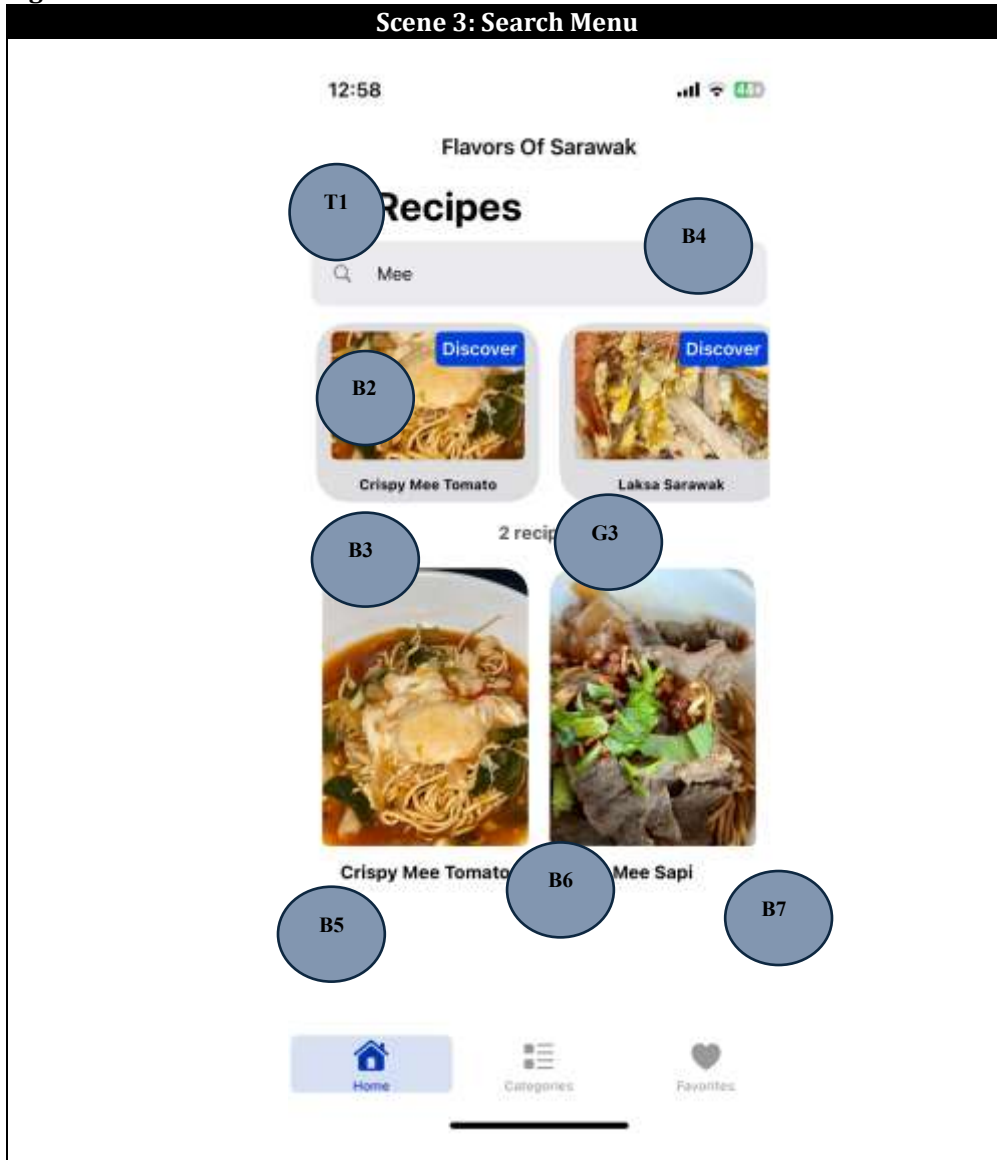 Scene 3: Search Menu
12:58
Flavors Of Sarawak
T1 Recipes
B4
Mee
Discover Discover
B2
Crispy Mee Tomato Laksa Sarawak
2 recip
B3 G3
Crispy Mee Tomato B6 Mee Sapi
B5 B7
Home Categories Favorites